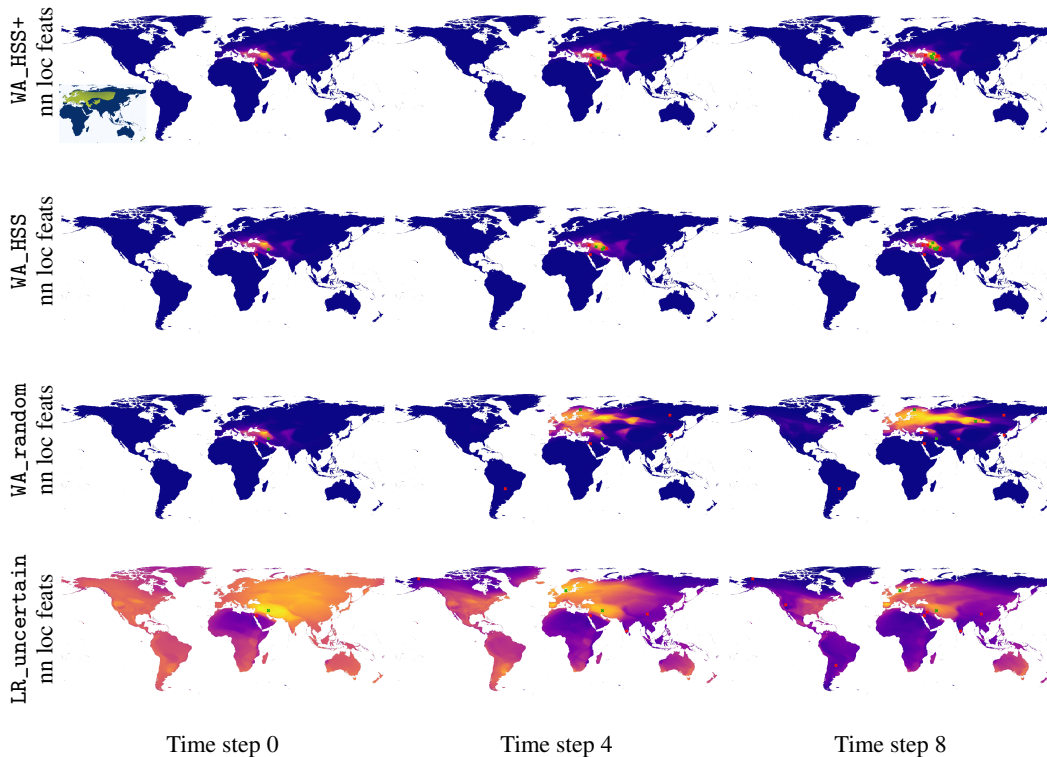 WA_HSS+
nn loc feats
WA_HSS
nn loc feats
WA_random
nn loc feats
LR_uncertain
nn loc feats
Time step 0
Time step 4
Time step 8